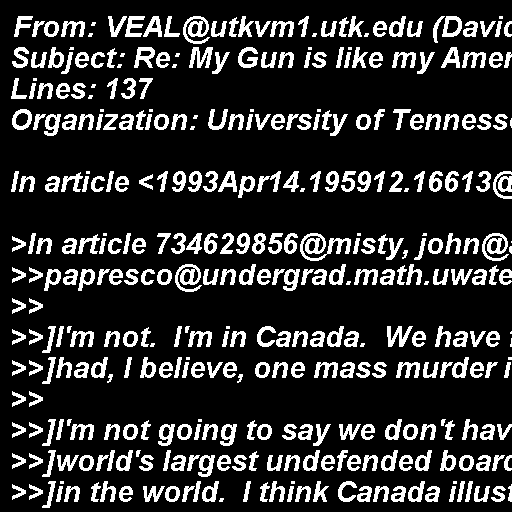 From: VEAL@utkvm1.utk.edu (David
Subject: Re: My Gun is like my Amer
Lines: 137
Organization: University of Tenness

In article <1993Apr14.195912.16613@

>In article 734629856@misty, john@a
>>papresco@undergrad.math.uwate
>>
>>]I'm not.  I'm in Canada.  We have f
>>]had, I believe, one mass murder i
>>
>>]I'm not going to say we don't hav
>>]world's largest undefended board
>>]in the world.  I think Canada illust